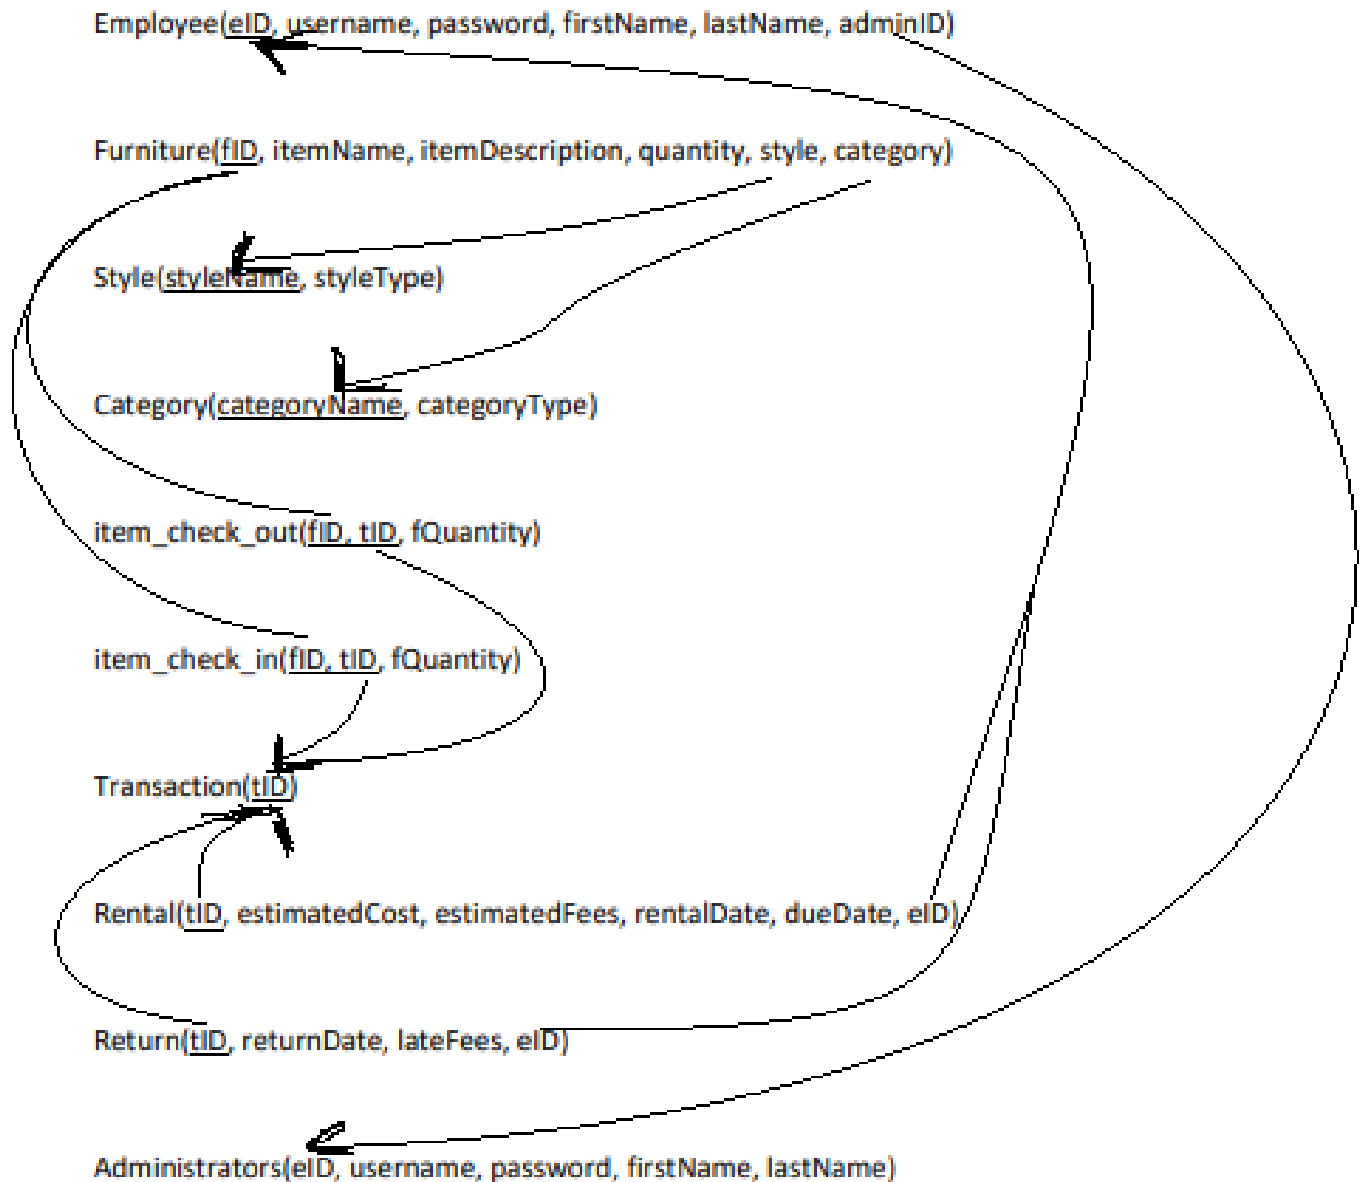 Employee(eID, username, password, firstName, lastName, adminID)
Furniture(fID, itemName, itemDescription, quantity, style, category)
Style(styleName, styleType)
Category(categoryName, categoryType)
item_check_out(fID, tID, fQuantity)
item_check_in(fID, tID, fQuantity)
Transaction(tID)
Rental(tID, estimatedCost, estimatedFees, rentalDate, dueDate, eID)
Return(tID, returnDate, lateFees, eID)
Administrators(eID, username, password, firstName, lastName)